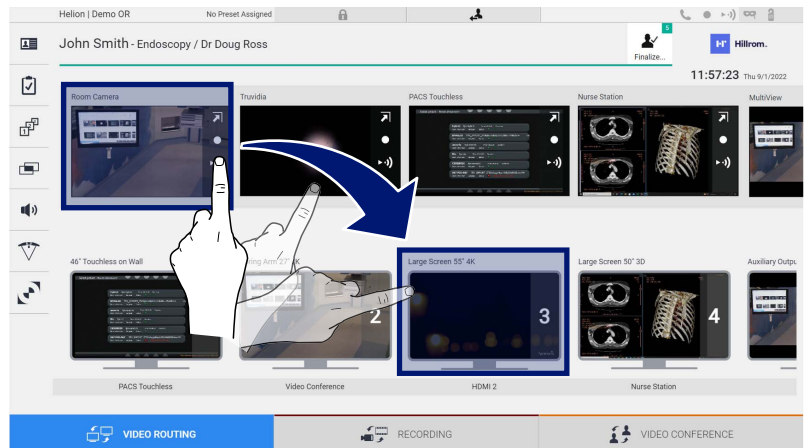 Helion | Demo OR
No Preset Assigned
John Smith - Endoscopy / Dr Doug Ross
5
Finalize...
H
Hillrom.
11:57:23 Thu 9/1/2022
Room Camera
Truvidia
PACS Touchless
Nurse Station
MultiView
46" Touchless on Wall
Arm 27"
Large Screen 55" 4K
Large Screen 50" 3D
Auxiliary Outpu
2
3
4
PACS Touchless
Video Conference
HDMI 2
Nurse Station
VIDEO ROUTING
RECORDING
VIDEO CONFERENCE